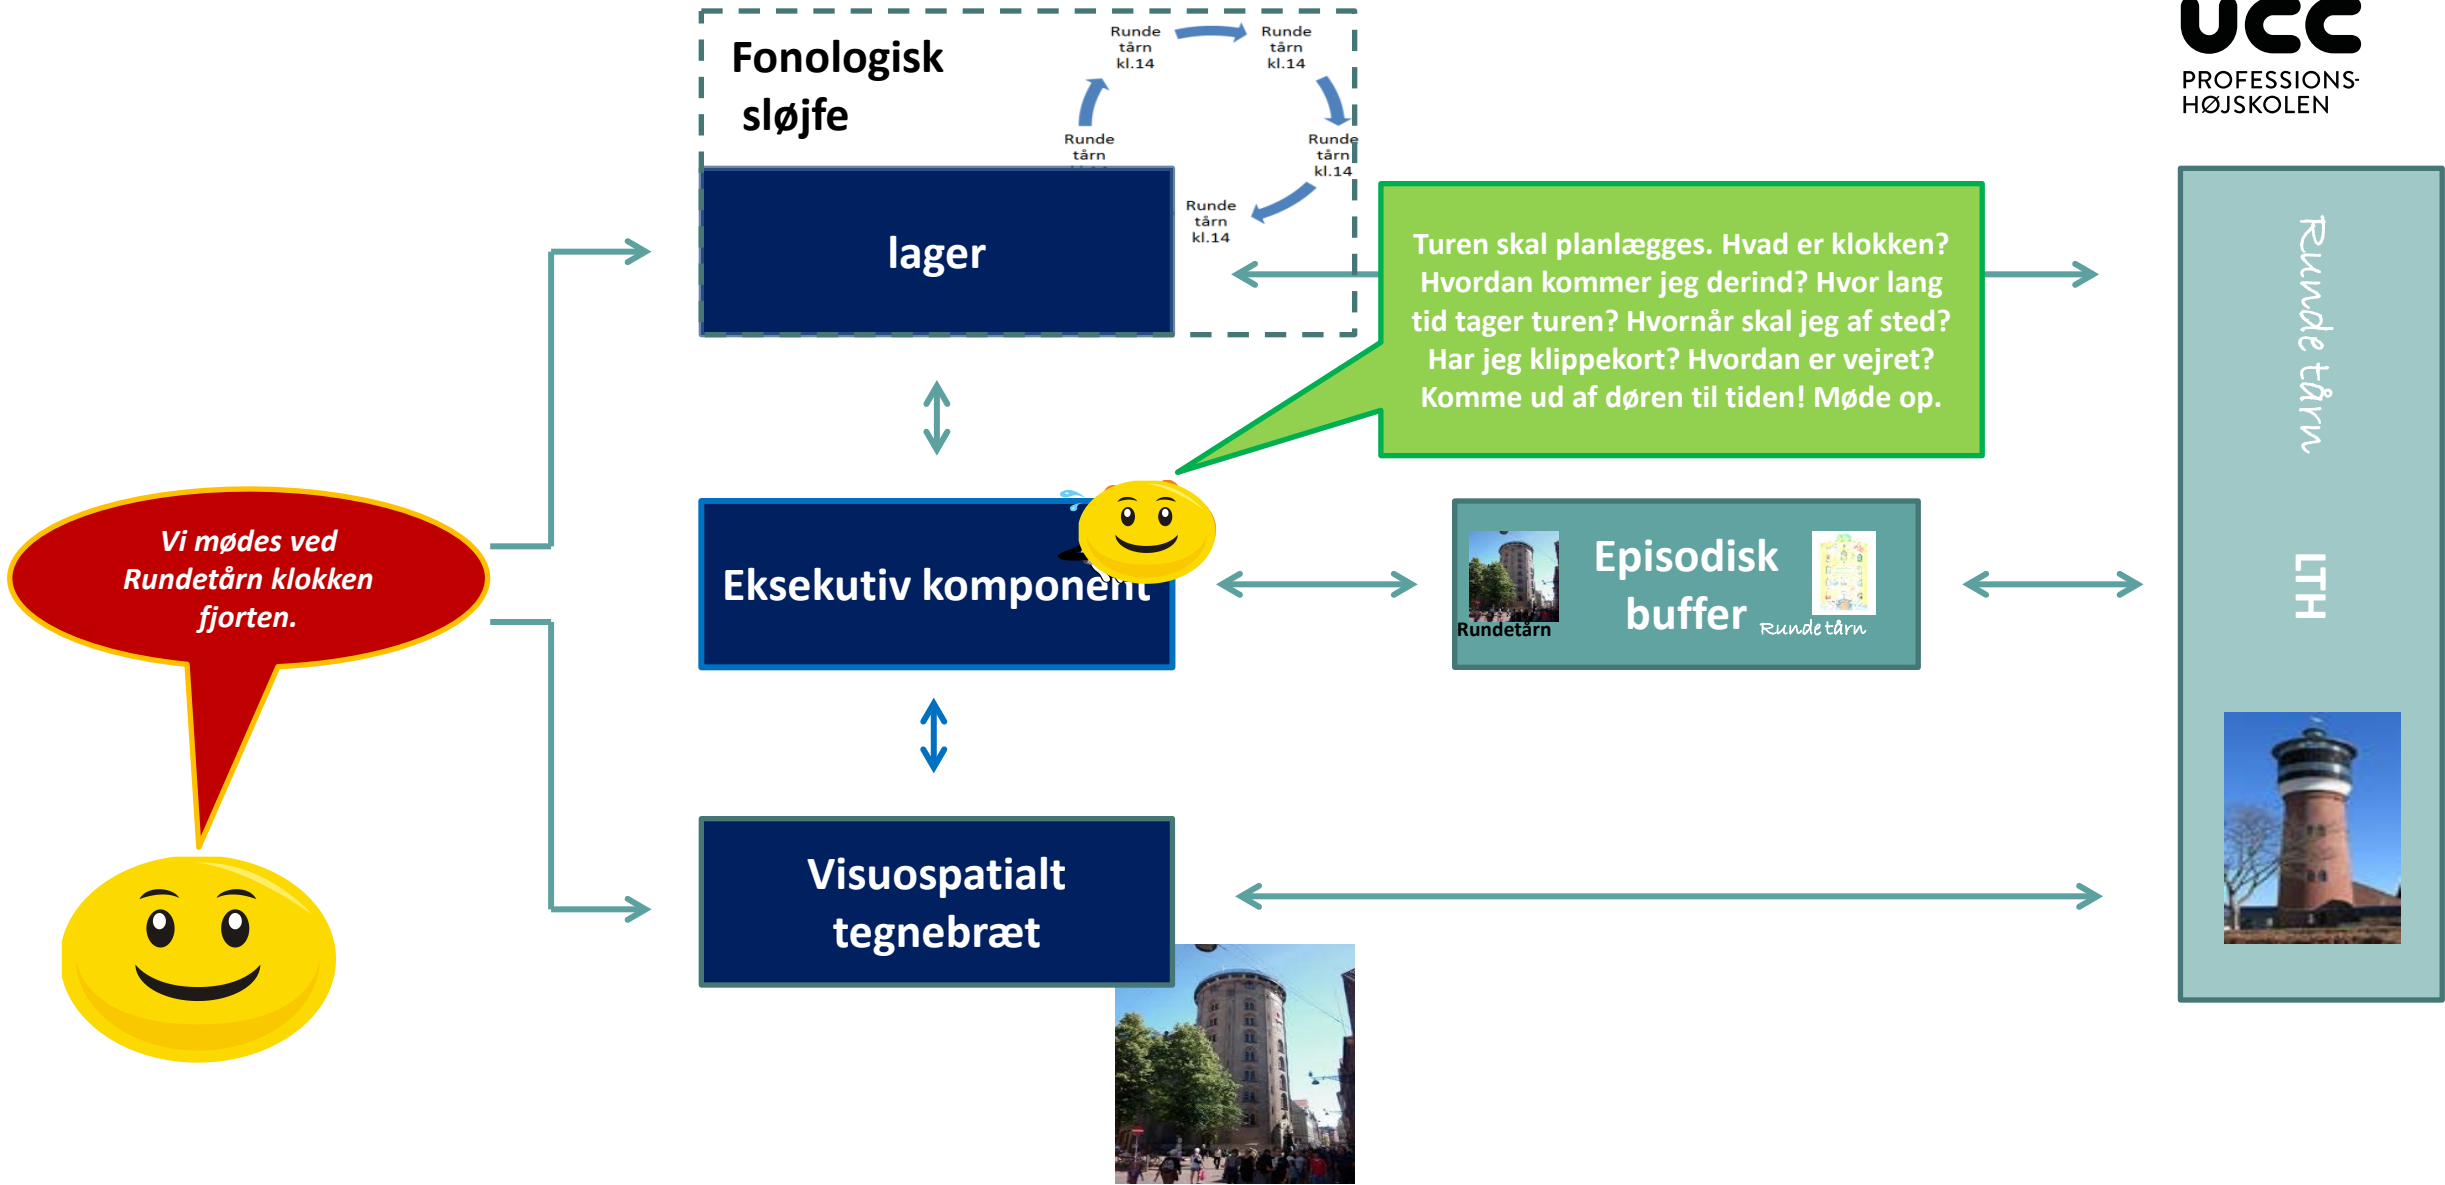 ucc
PROFESSIONS-
HØJSKOLEN
Fonologisk
sløjfe
Runde
tårn
kl.14
Runde
tårn
kl.14
Runde
tårn
kl.14
Runde
tårn
kl.14
Runde
tårn
lager
Turen skal planlægges. Hvad er klokken?
Hvordan kommer jeg derind? Hvor lang
tid tager turen? Hvornår skal jeg af sted?
Har jeg klippekort? Hvordan er vejret?
Komme ud af døren til tiden! Møde op.
Vi mødes ved
Rundetårn klokken
fjorten.
Eksekutiv komponent
Episodisk
buffer
Rundetårn
Rundetårn
Visuospatialt
tegnebræt
Runde tårn
LTH